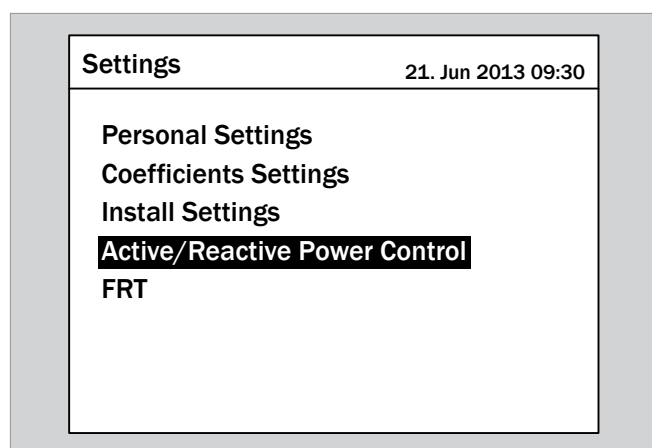 Settings
21. Jun 2013 09:30
Personal Settings
Coefficients Settings
Install Settings
Active/Reactive Power Control
FRT